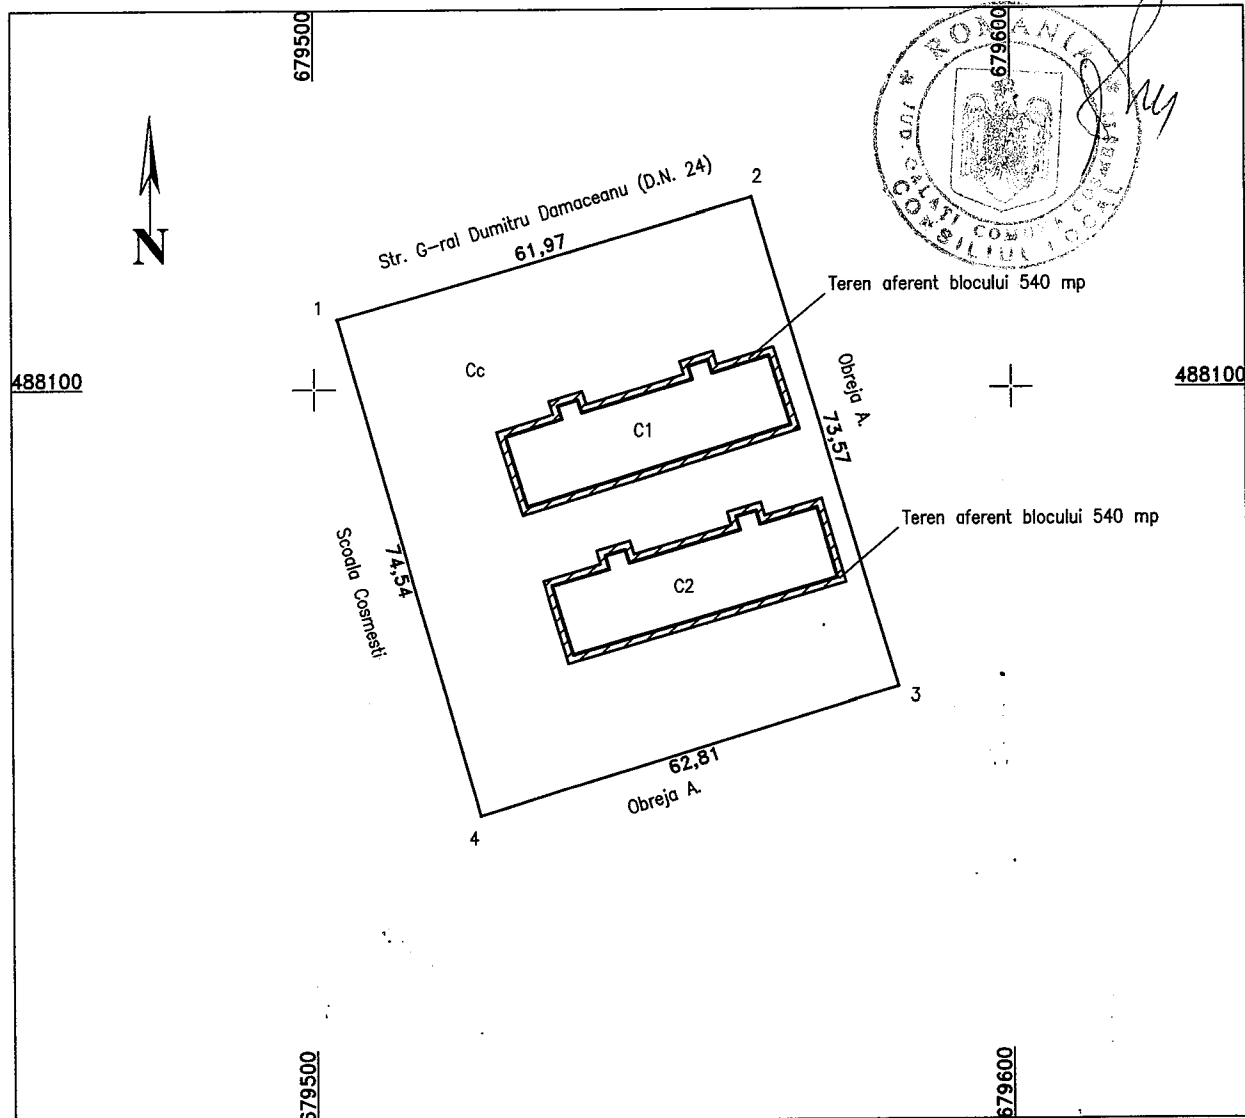 679500
679600
ROMANIA
JUD. GALATI COMUNA COSMESTI
CONSILIUL LOCAL
N
Str. G-ral Dumitru Damaceanu (D.N. 24)
61,97
1
2
Teren aferent blocului 540 mp
Cc
488100
488100
Obreja A.
73,57
C1
Teren aferent blocului 540 mp
Scoala Cosmesti
74,54
C2
3
62,81
Obreja A.
4
679500
679600